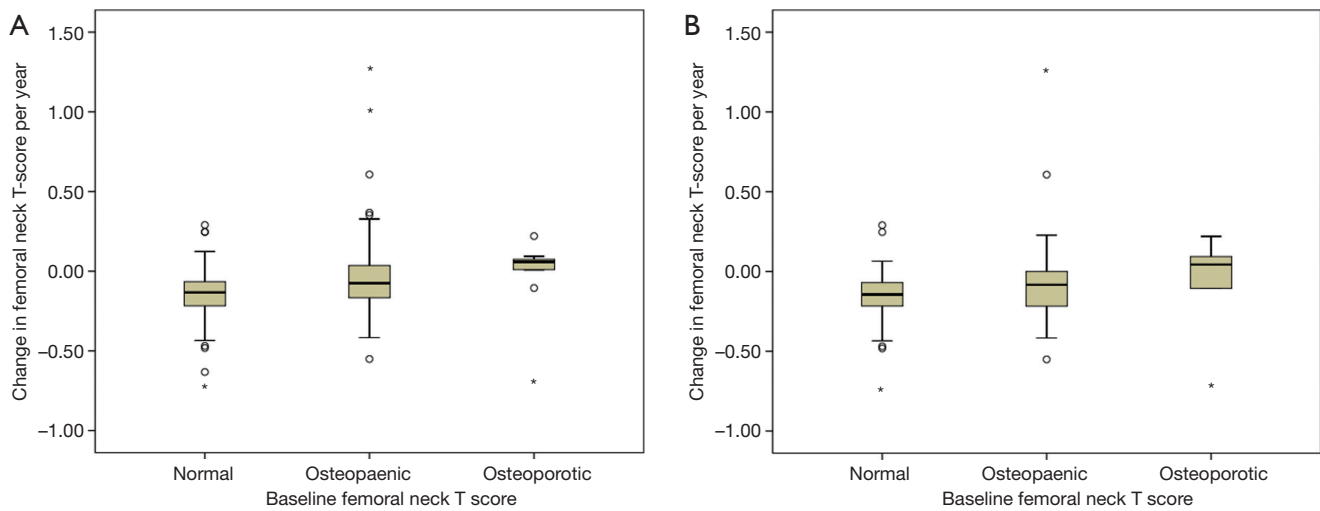 A
Change in femoral neck T-score per year
1.50
1.00
0.50
0.00
−0.50
−1.00
Normal
Osteopaenic
Osteoporotic
Baseline femoral neck T score
B
Change in femoral neck T-score per year
1.50
1.00
0.50
0.00
−0.50
−1.00
Normal
Osteopaenic
Osteoporotic
Baseline femoral neck T score